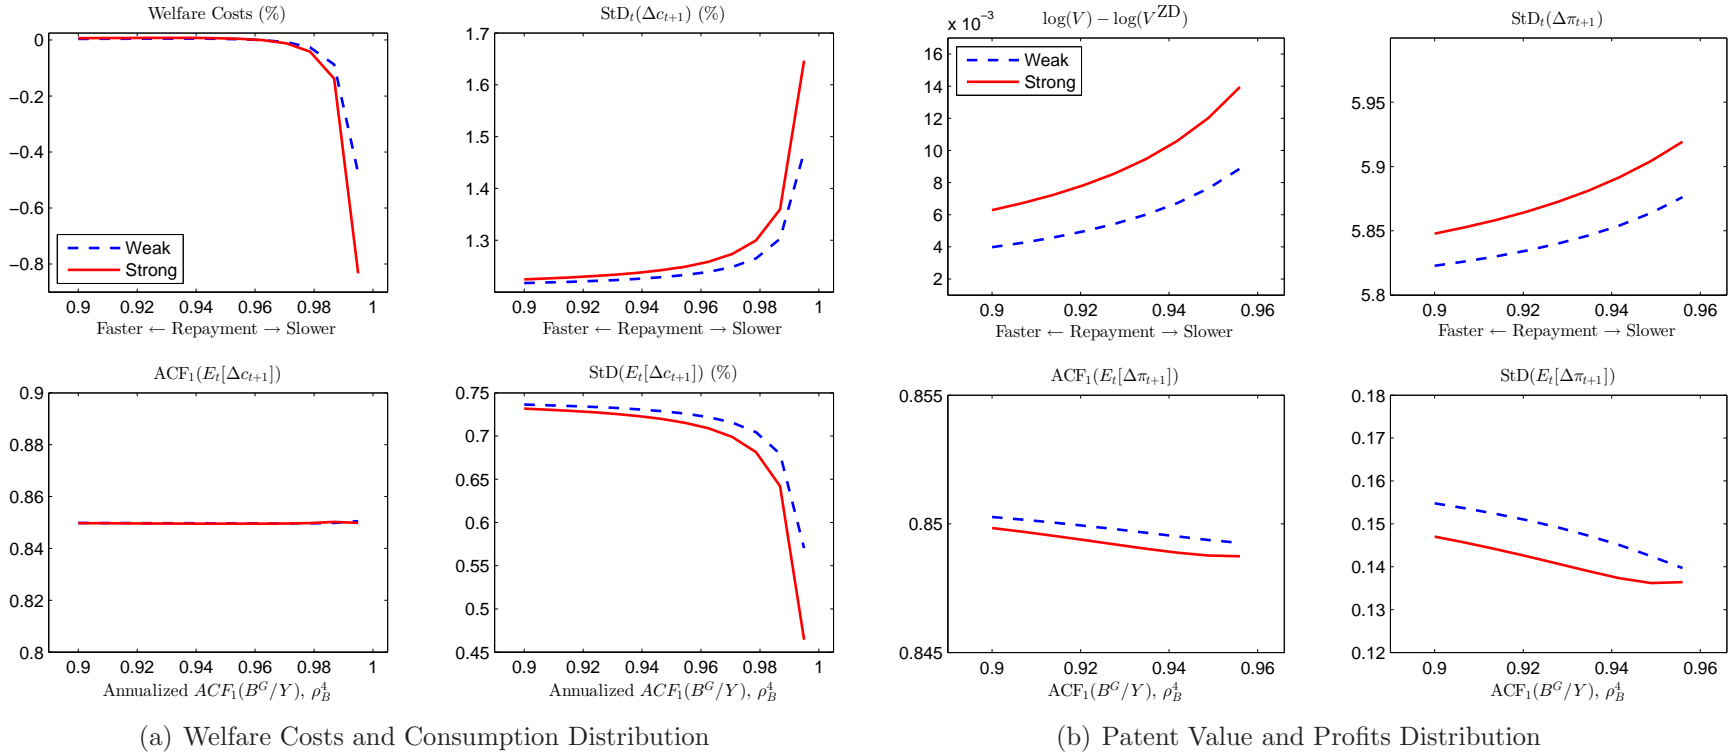 Welfare Costs (%)
0
−0.2
−0.4
−0.6
−0.8
Weak
Strong
0.9 0.92 0.94 0.96 0.98 1
Faster ← Repayment → Slower
StD_t(Δc_{t+1}) (%)
1.7
1.6
1.5
1.4
1.3
0.9 0.92 0.94 0.96 0.98 1
Faster ← Repayment → Slower
ACF_1(E_t[Δc_{t+1}])
0.9
0.88
0.86
0.84
0.82
0.8
0.9 0.92 0.94 0.96 0.98 1
Annualized ACF_1(B^G/Y), ρ_B^4
StD(E_t[Δc_{t+1}]) (%)
0.75
0.7
0.65
0.6
0.55
0.5
0.45
0.9 0.92 0.94 0.96 0.98 1
Annualized ACF_1(B^G/Y), ρ_B^4
(a) Welfare Costs and Consumption Distribution
log(V) − log(V^{ZD})
x 10^{−3}
16
14
12
10
8
6
4
2
Weak
Strong
0.9 0.92 0.94 0.96
Faster ← Repayment → Slower
StD_t(Δπ_{t+1})
5.95
5.9
5.85
5.8
0.9 0.92 0.94 0.96
Faster ← Repayment → Slower
ACF_1(E_t[Δπ_{t+1}])
0.855
0.85
0.845
0.9 0.92 0.94 0.96
ACF_1(B^G/Y), ρ_B^4
StD(E_t[Δπ_{t+1}])
0.18
0.17
0.16
0.15
0.14
0.13
0.12
0.9 0.92 0.94 0.96
ACF_1(B^G/Y), ρ_B^4
(b) Patent Value and Profits Distribution